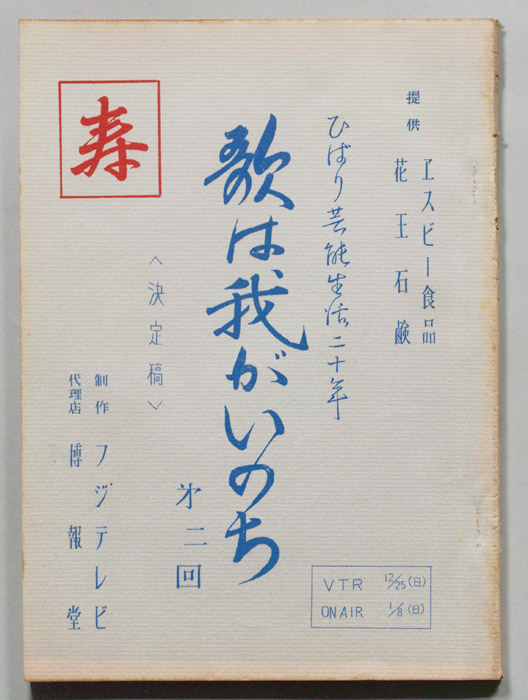 提供
ヱスビー食品
花王石鹸
ひばり芸能生活二十年
歌は我がいのち
第二回
寿
〈決定稿〉
制作 フジテレビ
代理店 博報堂
VTR 12/25(日)
ON AIR 1/8(日)